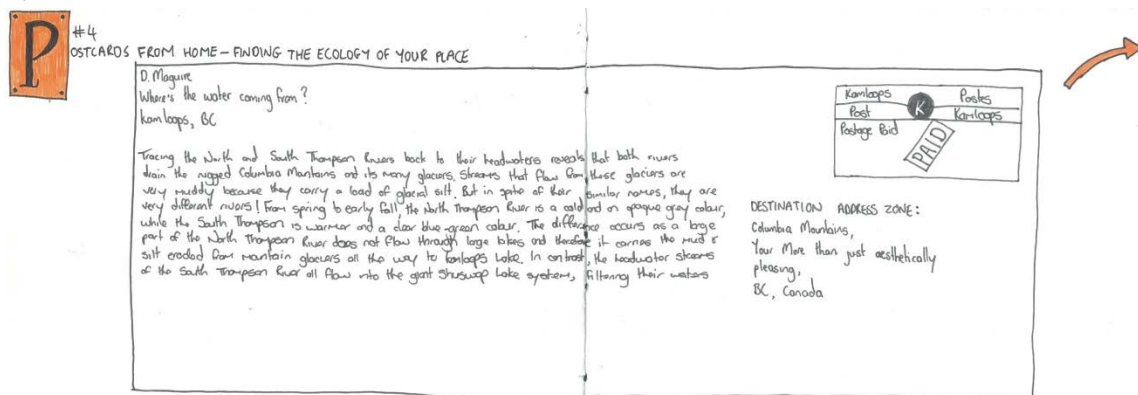 #4
POSTCARDS FROM HOME – FINDING THE ECOLOGY OF YOUR PLACE
D. Maguire
Where's the water coming from?
Kamloops, BC
Tracing the North and South Thompson Rivers back to their headwaters reveals that both rivers
drain the rugged Columbia Mountains and its many glaciers. Streams that flow from these glaciers are
very muddy because they carry a load of glacial silt. But in spite of their similar names, they are
very different rivers! From spring to early fall, the North Thompson River is a cold and an opaque grey colour,
while the South Thompson is warmer and a clear blue-green colour. The difference occurs as a large
part of the North Thompson River does not flow through large lakes and therefore it carries the mud &
silt eroded from mountain glaciers all the way to Kamloops Lake. In contrast, the headwater streams
of the South Thompson River all flow into the giant Shuswap Lake system, filtering their waters
Kamloops Postes
K
Post Kamloops
Postage Paid
PAID
DESTINATION ADDRESS ZONE:
Columbia Mountains,
Your More than just aesthetically
pleasing,
BC, Canada